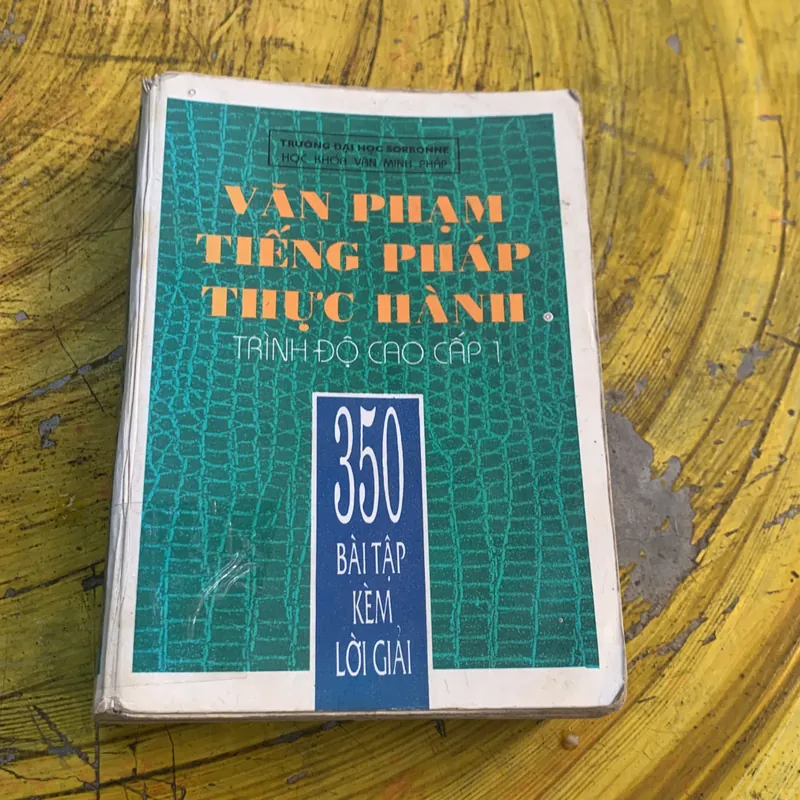 TRƯỜNG ĐẠI HỌC SORBONNE
HỌC KHÓA VĂN MINH PHÁP
VĂN PHẠM
TIẾNG PHÁP
THỰC HÀNH
TRÌNH ĐỘ CAO CẤP 1
350
BÀI TẬP
KÈM
LỜI GIẢI